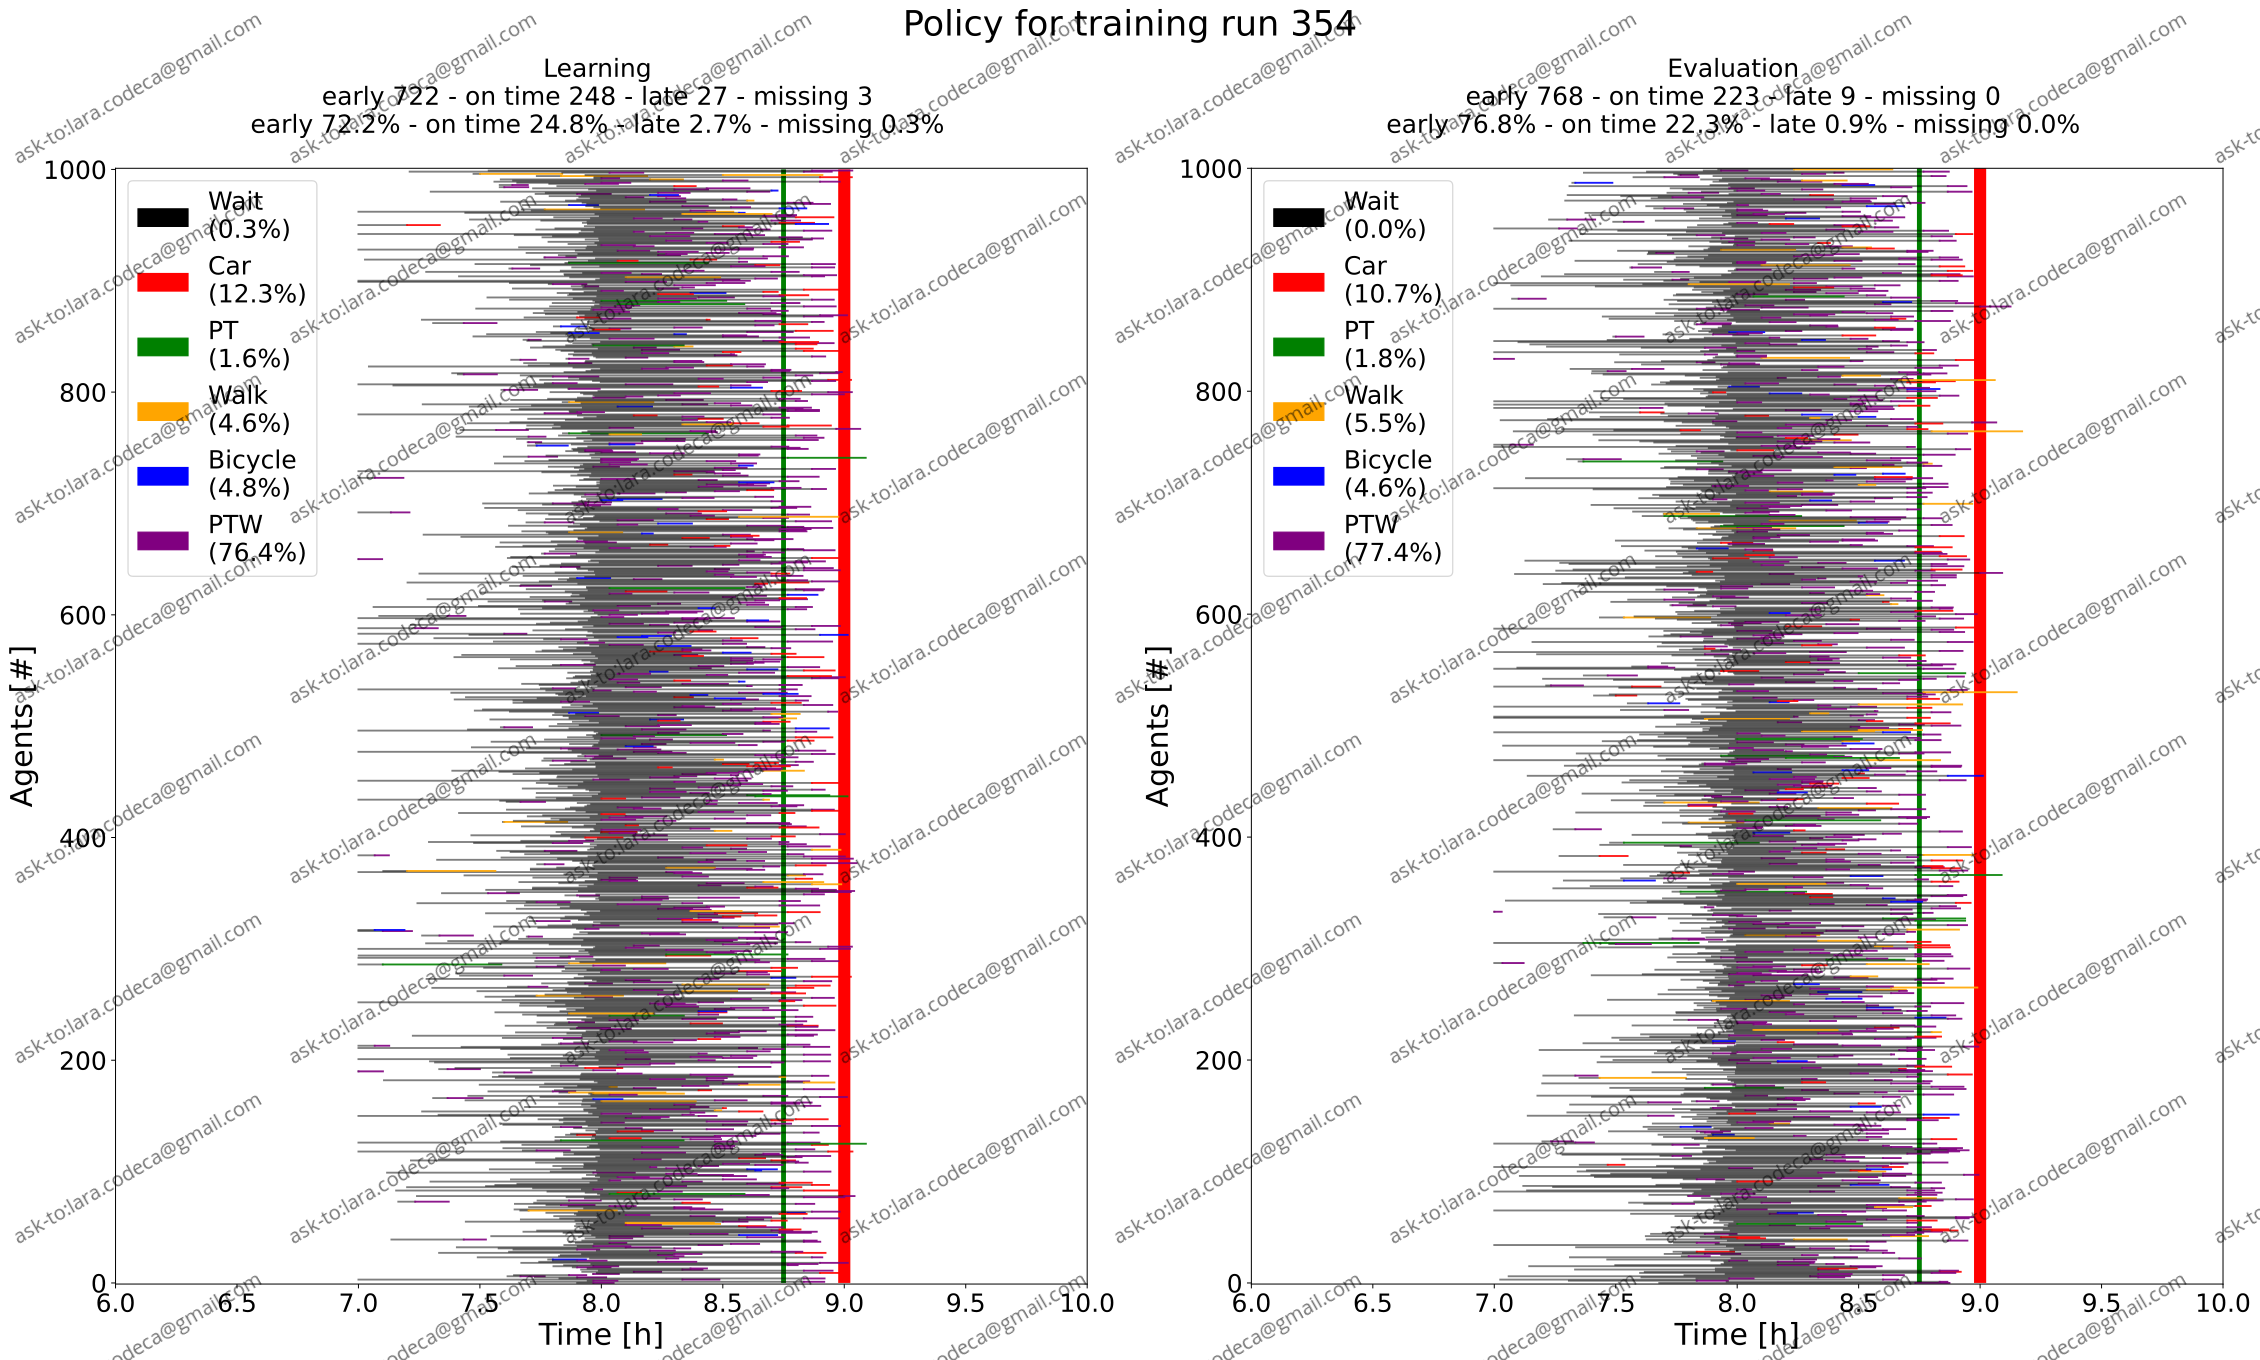 Policy for training run 354
Learning
early 722 - on time 248 - late 27 - missing 3
early 72.2% - on time 24.8% - late 2.7% - missing 0.3%
1000
800
600
400
200
0
Agents [#]
Wait
(0.3%)
Car
(12.3%)
PT
(1.6%)
Walk
(4.6%)
Bicycle
(4.8%)
PTW
(76.4%)
6.0 6.5 7.0 7.5 8.0 8.5 9.0 9.5 10.0
Time [h]
Evaluation
early 768 - on time 223 - late 9 - missing 0
early 76.8% - on time 22.3% - late 0.9% - missing 0.0%
1000
800
600
400
200
0
Agents [#]
Wait
(0.0%)
Car
(10.7%)
PT
(1.8%)
Walk
(5.5%)
Bicycle
(4.6%)
PTW
(77.4%)
6.0 6.5 7.0 7.5 8.0 8.5 9.0 9.5 10.0
Time [h]
ask-to:lara.codeca@gmail.com